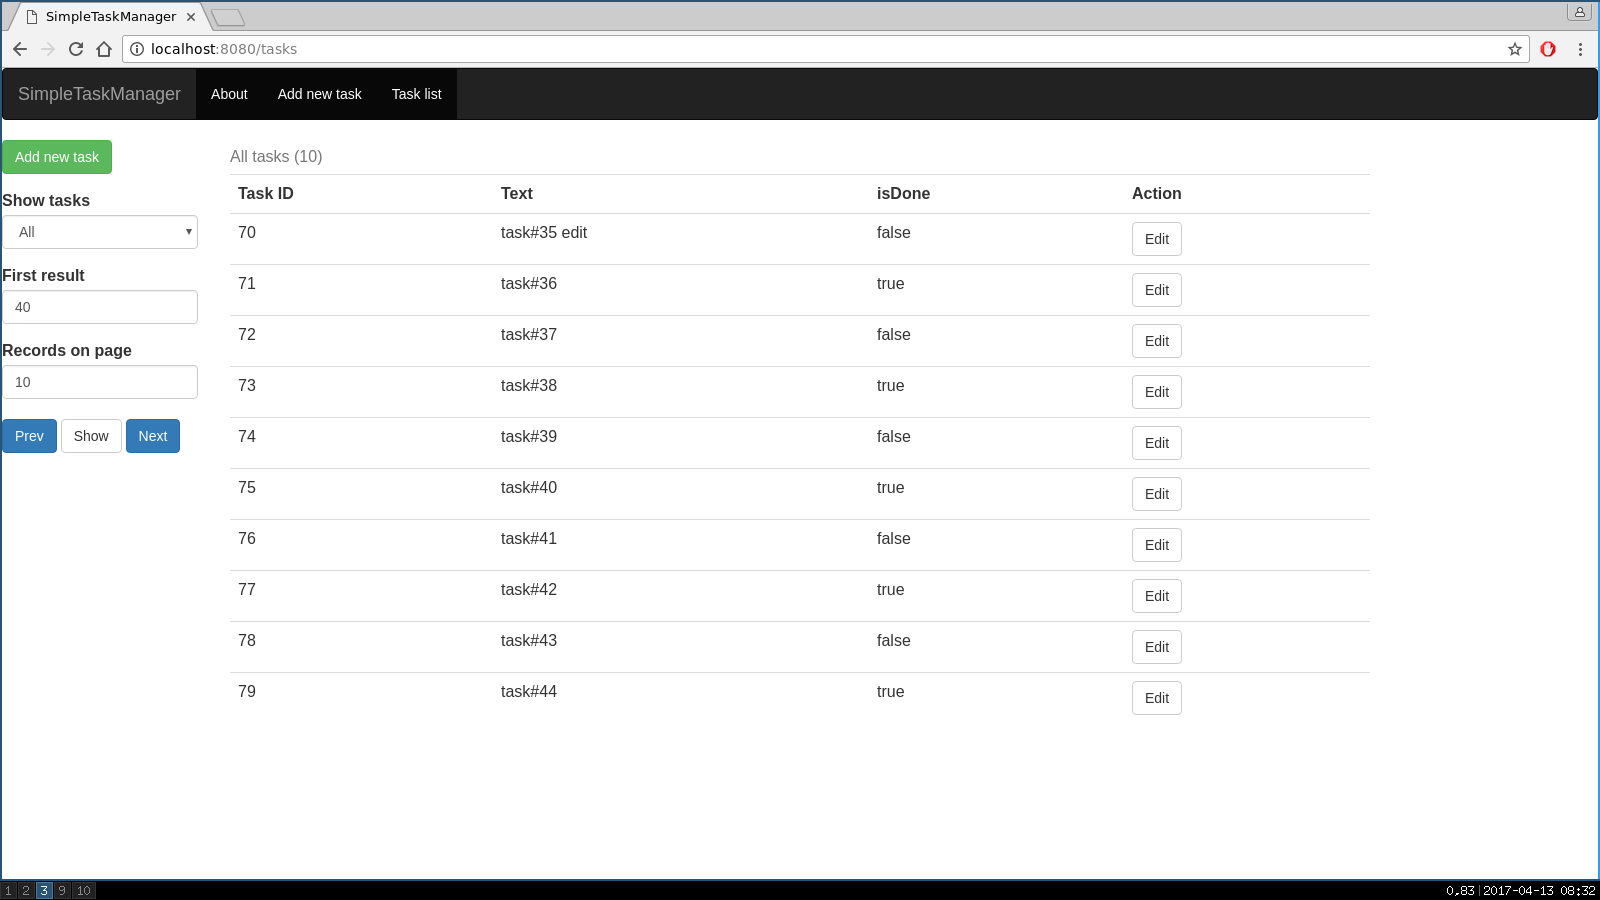 SimpleTaskManager
localhost:8080/tasks
SimpleTaskManager About Add new task Task list
Add new task
Show tasks
All
First result
40
Records on page
10
Prev Show Next
All tasks (10)
Task ID Text isDone Action
70 task#35 edit false Edit
71 task#36 true Edit
72 task#37 false Edit
73 task#38 true Edit
74 task#39 false Edit
75 task#40 true Edit
76 task#41 false Edit
77 task#42 true Edit
78 task#43 false Edit
79 task#44 true Edit
1 2 3 9 10 0,83|2017-04-13 08:32